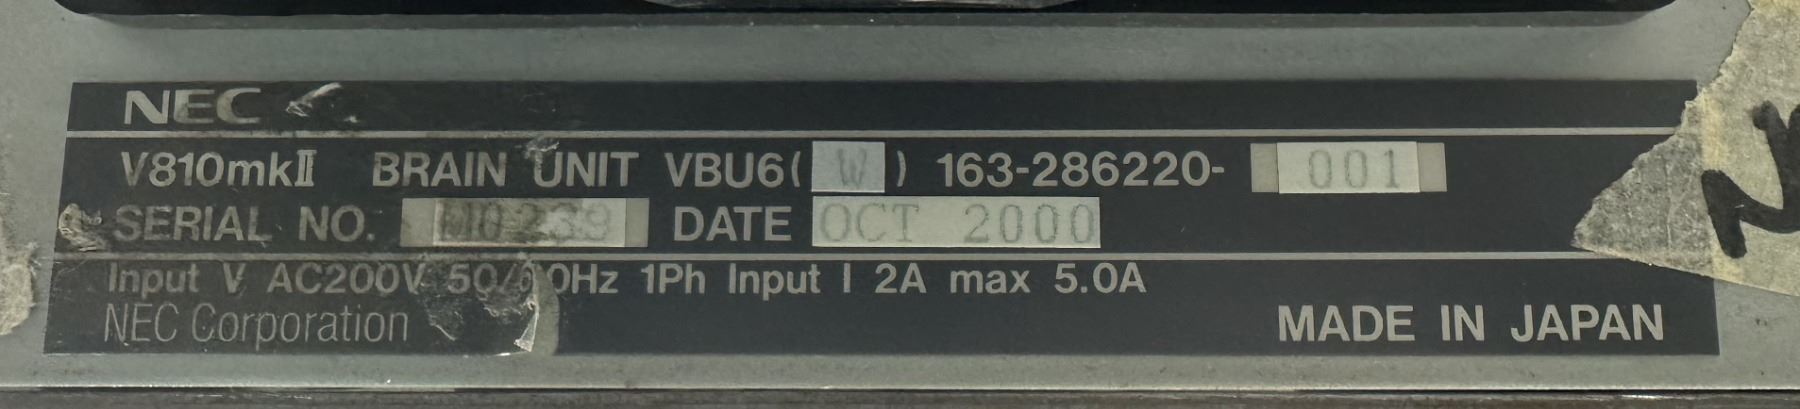 NEC
V810mkⅡ BRAIN UNIT VBU6( W ) 163-286220- 001
SERIAL NO. M0239 DATE OCT 2000
Input V AC200V 50/60Hz 1Ph Input I 2A max 5.0A
NEC Corporation
MADE IN JAPAN